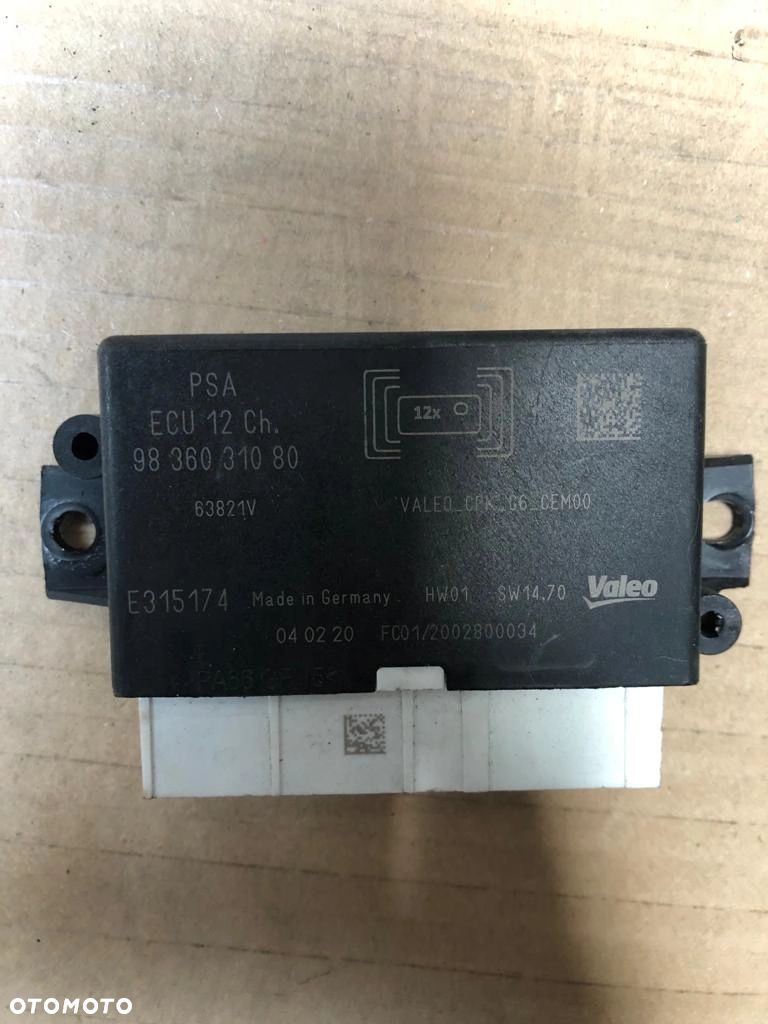 PSA
ECU 12 Ch.
98 360 310 80
12x
63821V
VALEO_CPK_G6_CEM00
E315174 Made in Germany HW01 SW14.70 Valeo
04 02 20 FC01/2002800034
OTOMOTO